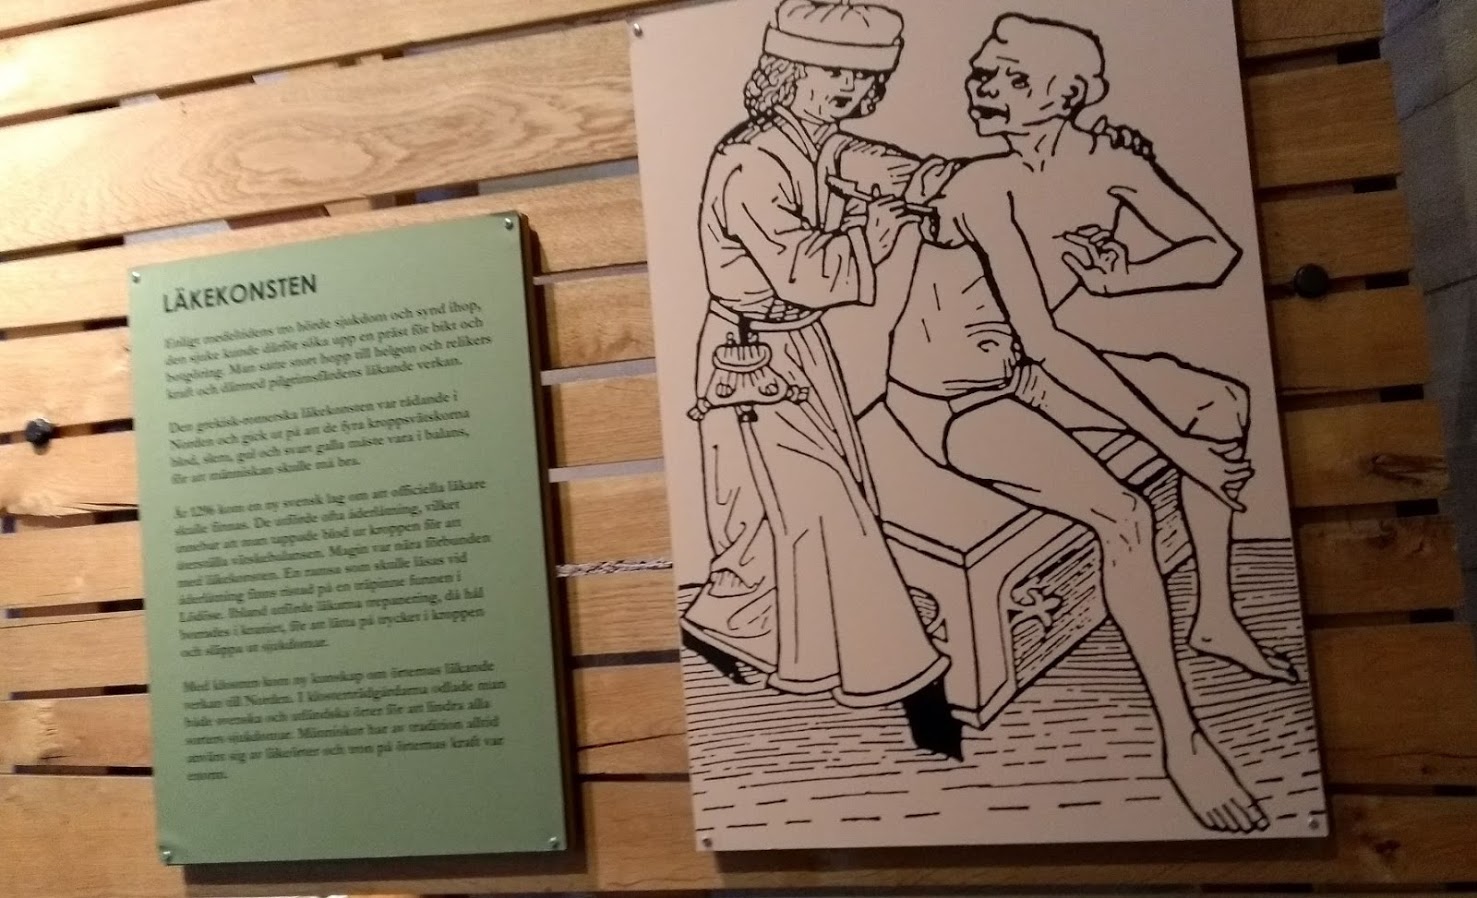 LÄKEKONSTEN
Enligt medeltidens tro hörde sjukdom och synd ihop,
den sjuke kunde därför söka upp en präst för bikt och
botgöring. Man satte stort hopp till helgon och relikers
kraft och därmed pilgrimsfärdens läkande verkan.
Den grekisk-romerska läkekonsten var rådande i
Norden och gick ut på att de fyra kroppsvätskorna
blod, slem, gul och svart galla måste vara i balans,
för att människan skulle må bra.
År 1296 kom en ny svensk lag om att officiella läkare
skulle finnas. De utförde ofta åderlåtning, vilket
innebar att man tappade blod ur kroppen för att
återställa vätskebalansen. Magin var nära förbunden
med läkekonsten. En ramsa som skulle läsas vid
åderlåtning finns ristad på en träpinne funnen i
Lödöse. Ibland utförde läkarna trepanering, då hål
borrades i kraniet, för att lätta på trycket i kroppen
och släppa ut sjukdomar.
Med klostren kom ny kunskap om örternas läkande
verkan till Norden. I klosterträdgårdarna odlade man
både svenska och utländska örter för att lindra alla
sorters sjukdomar. Människor har av tradition alltid
använt sig av läkeörter och tron på örternas kraft var
enorm.